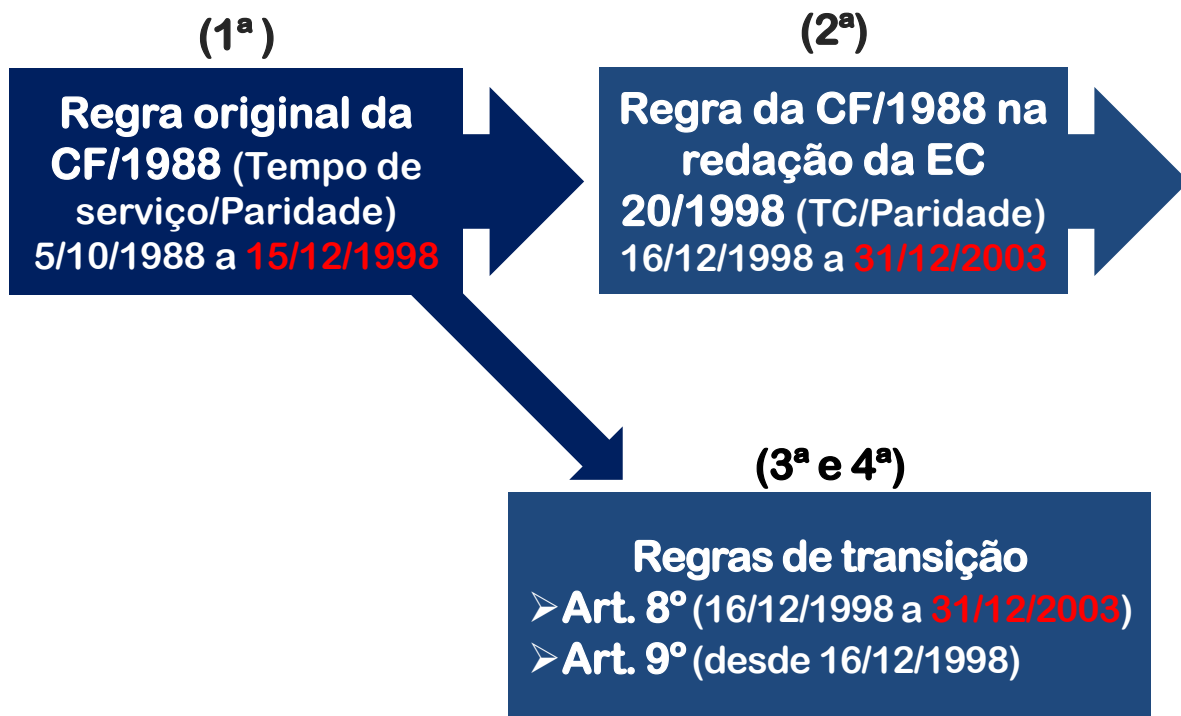 (1ª )
Regra original da
CF/1988 (Tempo de
serviço/Paridade)
5/10/1988 a 15/12/1998
(2ª)
Regra da CF/1988 na
redação da EC
20/1998 (TC/Paridade)
16/12/1998 a 31/12/2003
(3ª e 4ª)
Regras de transição
➢Art. 8º (16/12/1998 a 31/12/2003)
➢Art. 9º (desde 16/12/1998)